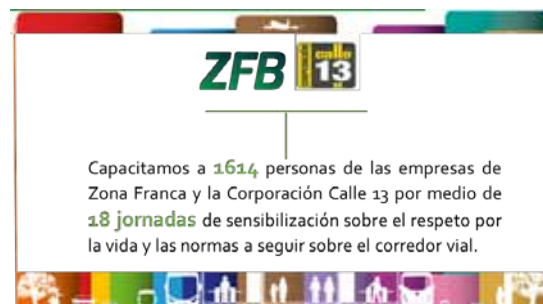 ZFB calle 13
Capacitamos a 1614 personas de las empresas de
Zona Franca y la Corporación Calle 13 por medio de
18 jornadas de sensibilización sobre el respeto por
la vida y las normas a seguir sobre el corredor vial.